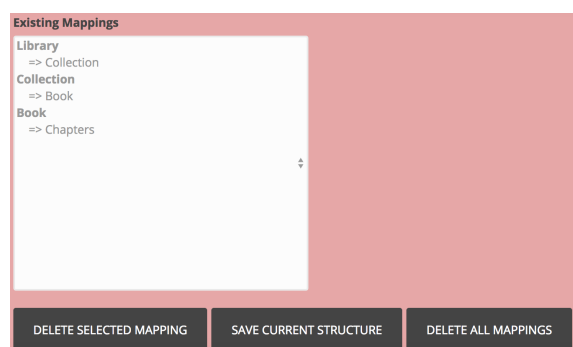 Existing Mappings
Library
=> Collection
Collection
=> Book
Book
=> Chapters
DELETE SELECTED MAPPING
SAVE CURRENT STRUCTURE
DELETE ALL MAPPINGS